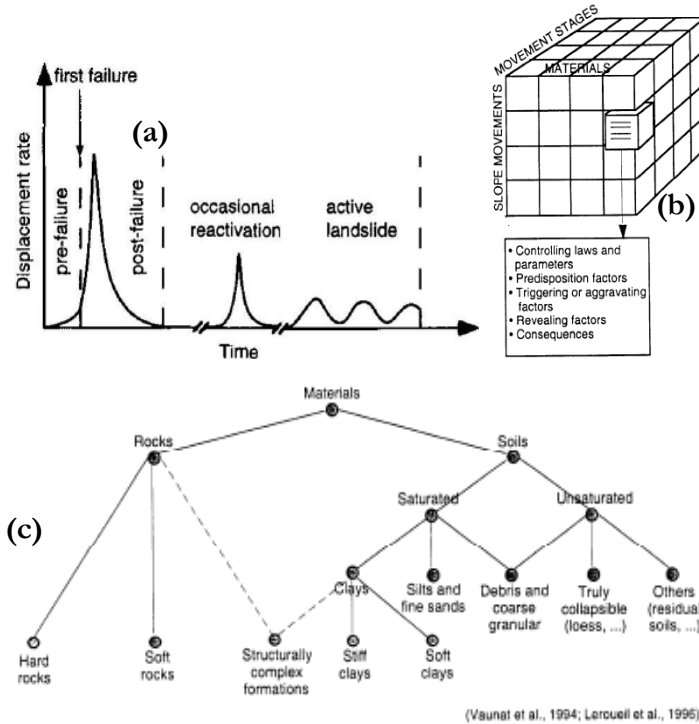 first failure
(a)
Displacement rate
pre-failure
post-failure
occasional
reactivation
active
landslide
Time
MOVEMENT STAGES
MATERIALS
SLOPE MOVEMENTS
(b)
• Controlling laws and
parameters
• Predisposition factors
• Triggering or aggravating
factors
• Revealing factors
• Consequences
Materials
Rocks
Soils
Saturated
Unsaturated
(c)
Clays
Silts and
fine sands
Debris and
coarse
granular
Truly
collapsible
(loess, ...)
Others
(residual
soils, ...)
Hard
rocks
Soft
rocks
Structurally
complex
formations
Stiff
clays
Soft
clays
(Vaunat et al., 1994; Leroueil et al., 1996)